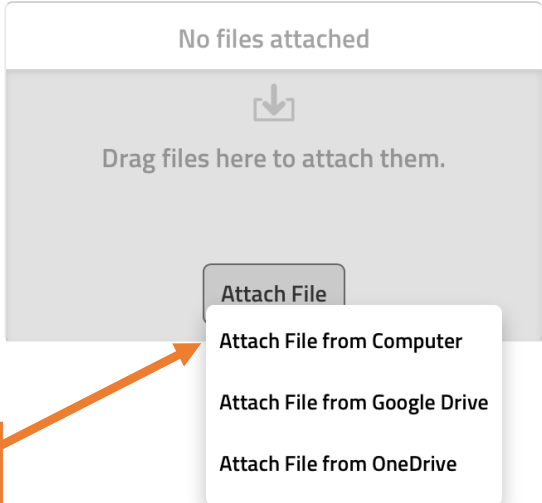 No files attached
Drag files here to attach them.
Attach File
Attach File from Computer
Attach File from Google Drive
Attach File from OneDrive